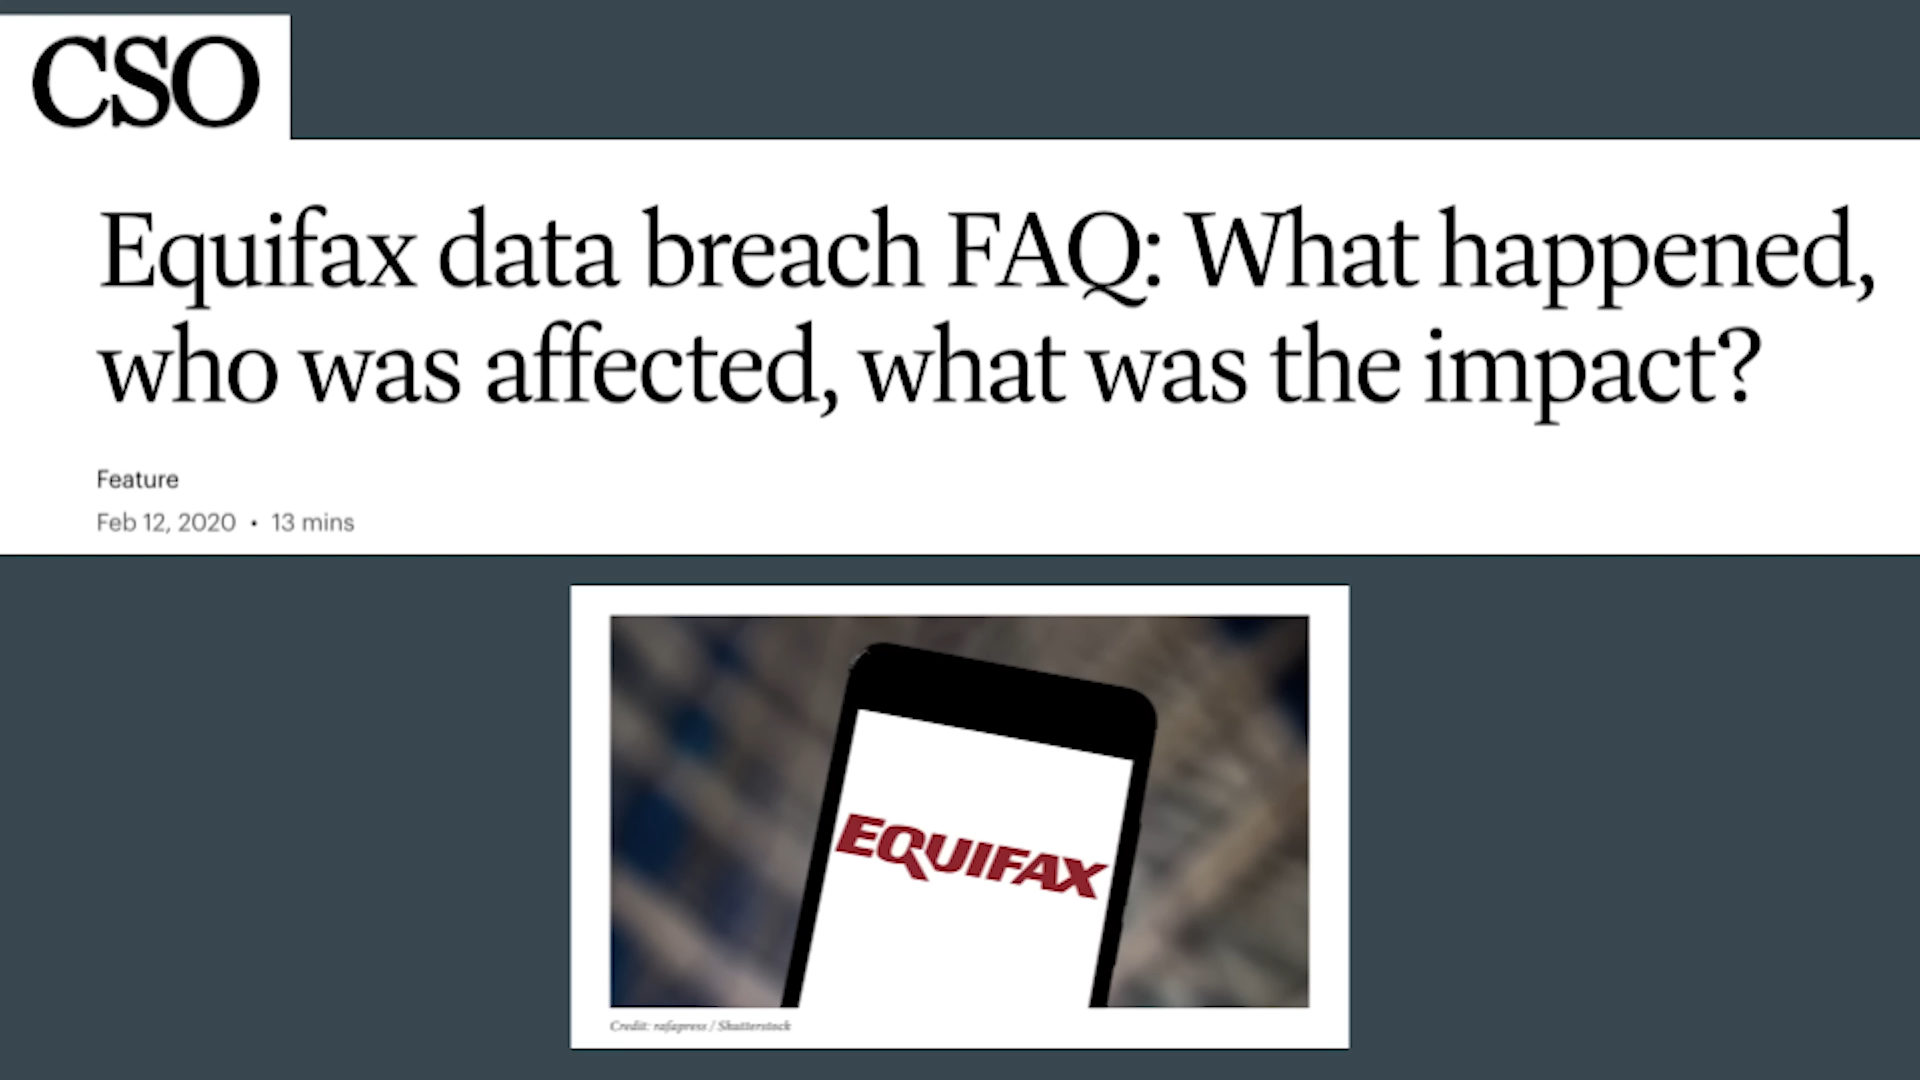 CSO
Equifax data breach FAQ: What happened,
who was affected, what was the impact?
Feature
Feb 12, 2020 • 13 mins
EQUIFAX
Credit: rafapress / Shutterstock